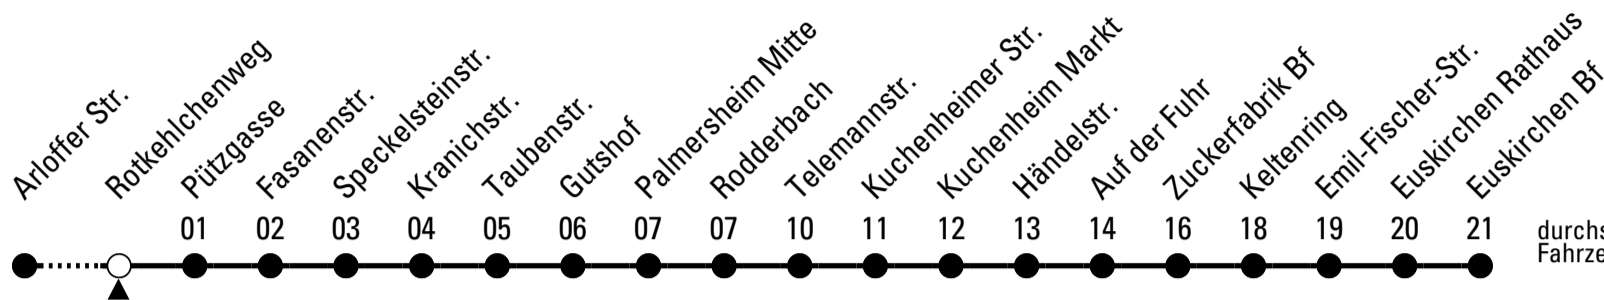 Arloffer Str.
Rotkehlchenweg
Pützgasse
Fasanenstr.
Speckelsteinstr.
Kranichstr.
Taubenstr.
Gutshof
Palmersheim Mitte
Rodderbach
Telemannstr.
Kuchenheimer Str.
Kuchenheim Markt
Händelstr.
Auf der Fuhr
Zuckerfabrik Bf
Keltenring
Emil-Fischer-Str.
Euskirchen Rathaus
Euskirchen Bf
01 02 03 04 05 06 07 07 10 11 12 13 14 16 18 19 20 21
durchs
Fahrze